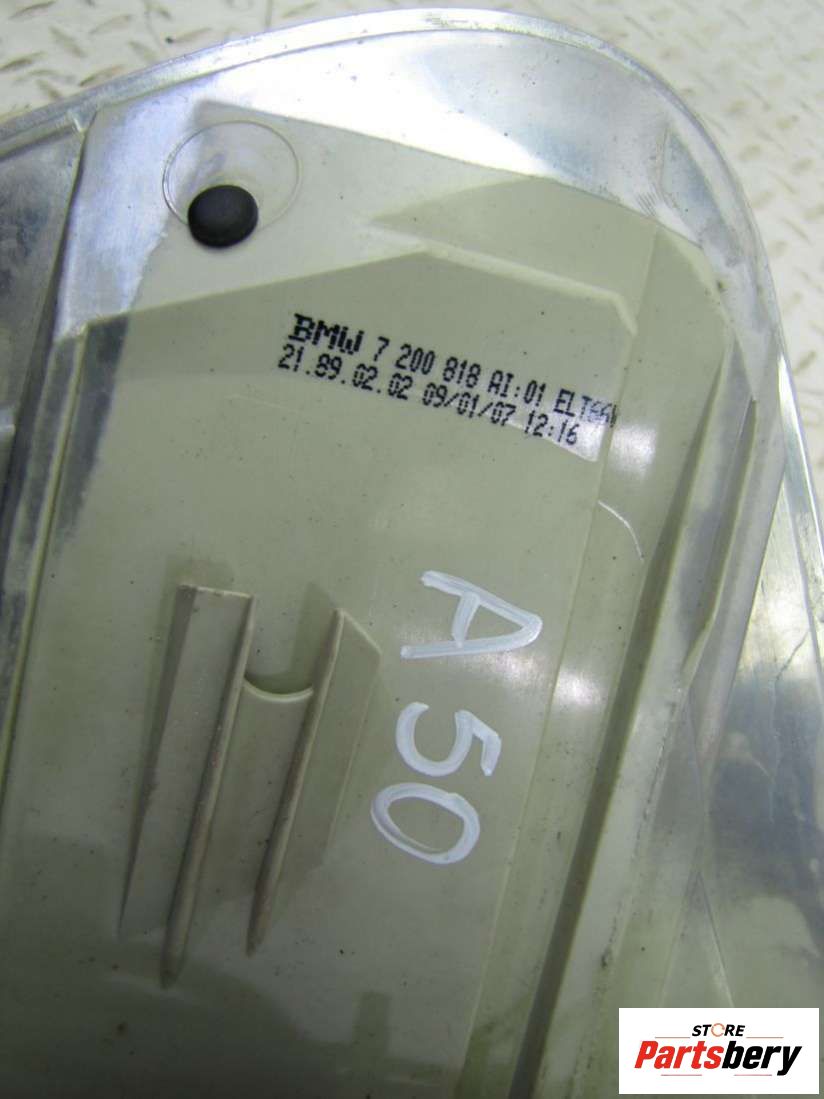 BMW 7 200 818 AI:01
21.89.02.02 09/01/07 12:16
A 50
STORE
Partsbery